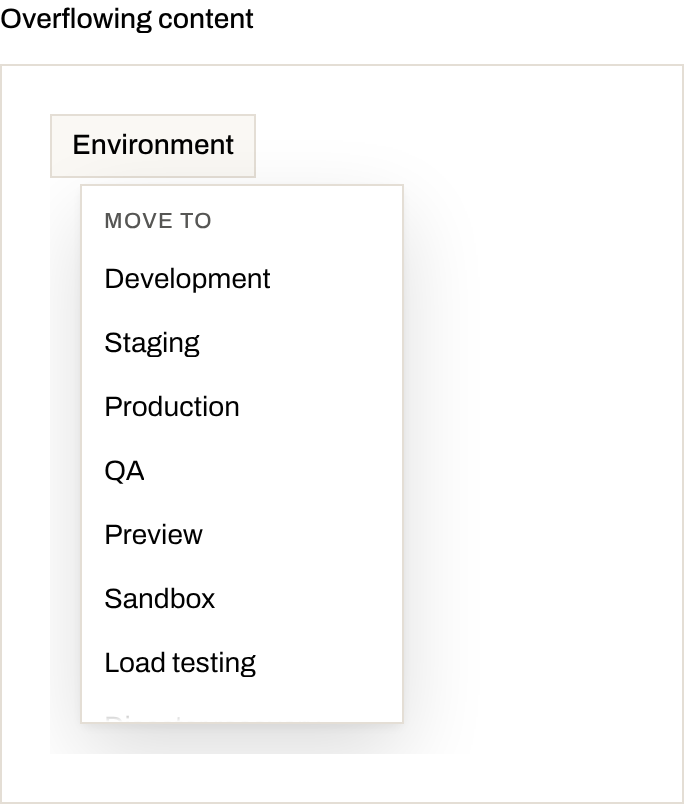 Overflowing content
Environment
MOVE TO
Development
Staging
Production
QA
Preview
Sandbox
Load testing